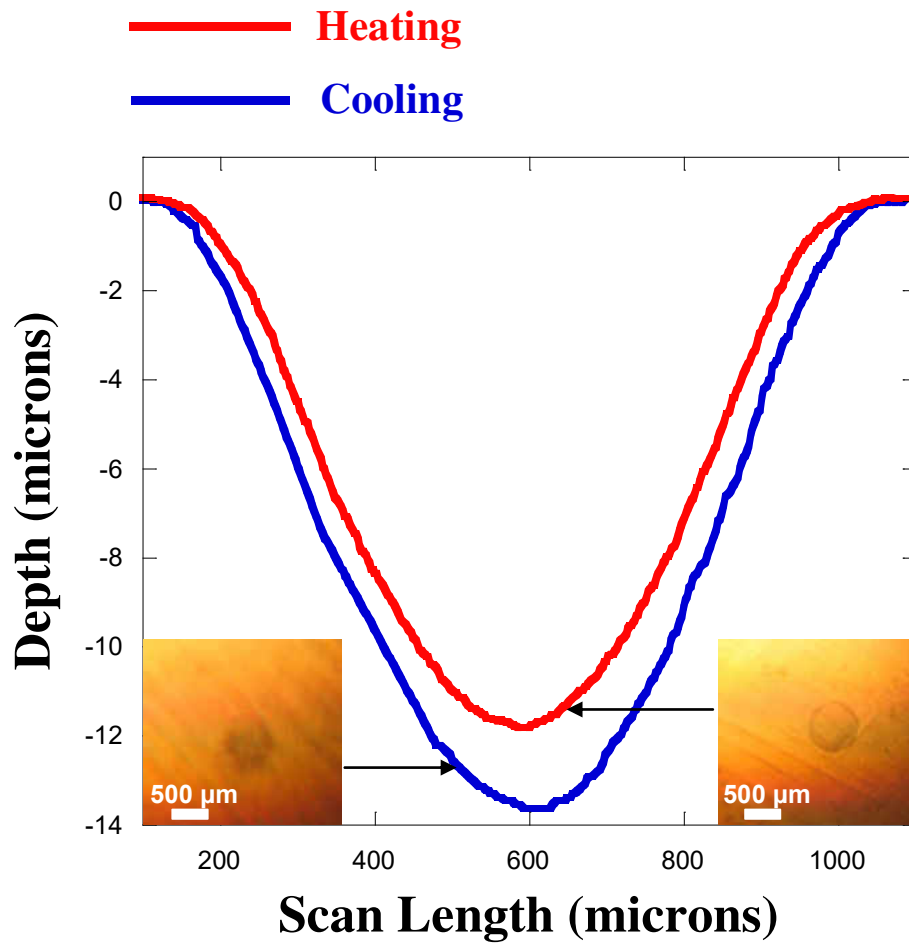 Heating
Cooling
0
-2
-4
-6
-8
-10
-12
-14
Depth (microns)
500 µm
500 µm
200
400
600
800
1000
Scan Length (microns)